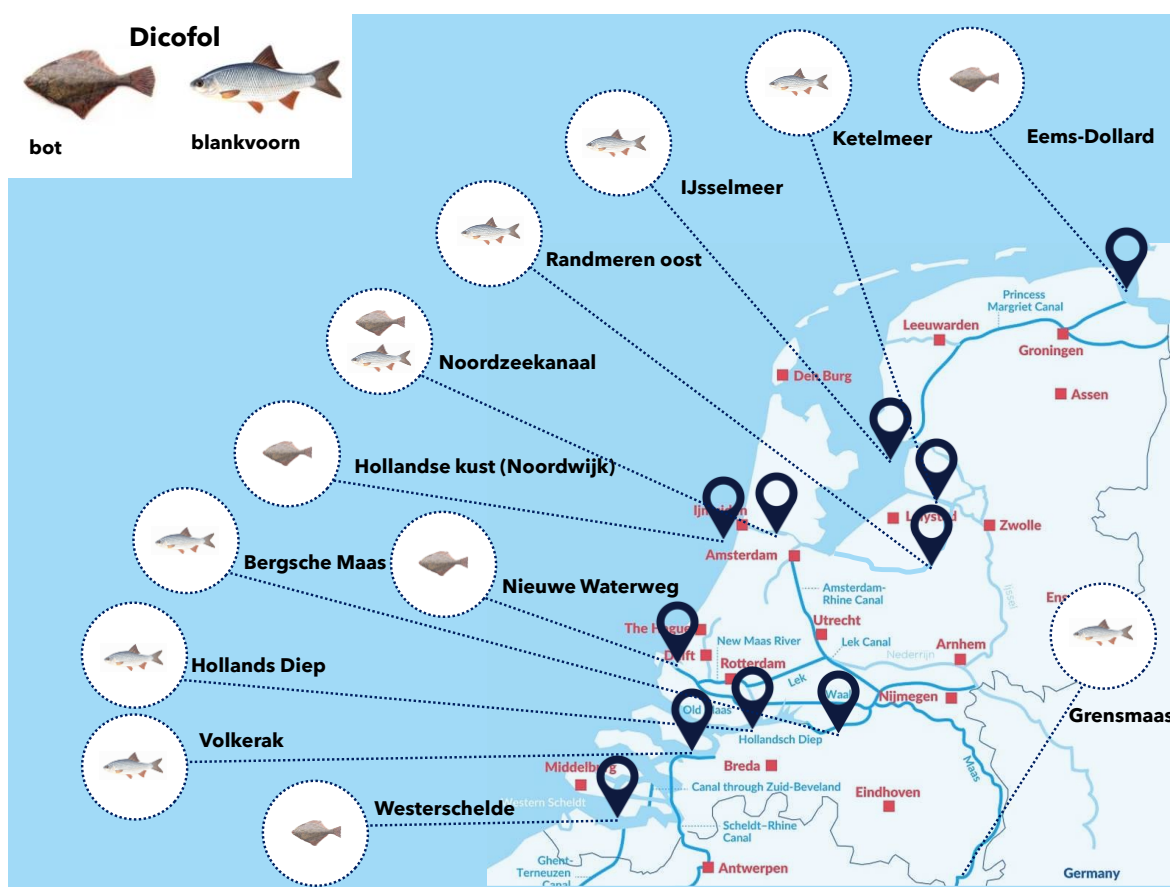 Dicofol
bot
blankvoorn
Ketelmeer
Eems-Dollard
IJsselmeer
Randmeren oost
Noordzeekanaal
Hollandse kust (Noordwijk)
Bergsche Maas
Nieuwe Waterweg
Hollands Diep
Volkerak
Westerschelde
Grensmaas
Princess
Margriet Canal
Leeuwarden
Groningen
Den Burg
Assen
Zwolle
Amsterdam
Amsterdam-
Rhine Canal
IJssel
Utrecht
The Hague
New Maas River
Lek Canal
Arnhem
Nederrijn
Delft
Rotterdam
Lek
Waal
Nijmegen
Old Maas
Hollandsch Diep
Maas
Middelburg
Breda
Canal through Zuid-Beveland
Eindhoven
Western Scheldt
Scheldt–Rhine
Canal
Ghent-
Terneuzen
Canal
Antwerpen
Germany